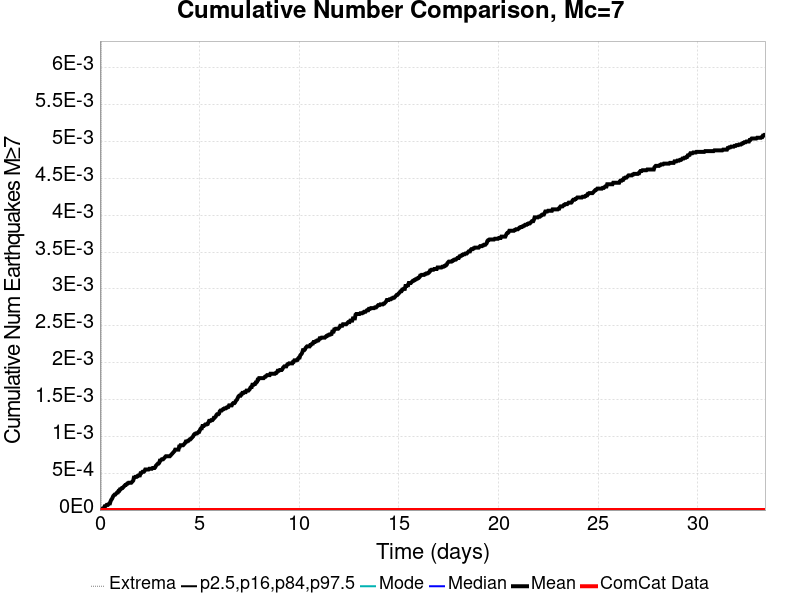 Cumulative Number Comparison, Mc=7
Cumulative Num Earthquakes M≥7
6E-3
5.5E-3
5E-3
4.5E-3
4E-3
3.5E-3
3E-3
2.5E-3
2E-3
1.5E-3
1E-3
5E-4
0E0
0 5 10 15 20 25 30
Time (days)
Extrema p2.5,p16,p84,p97.5 Mode Median Mean ComCat Data